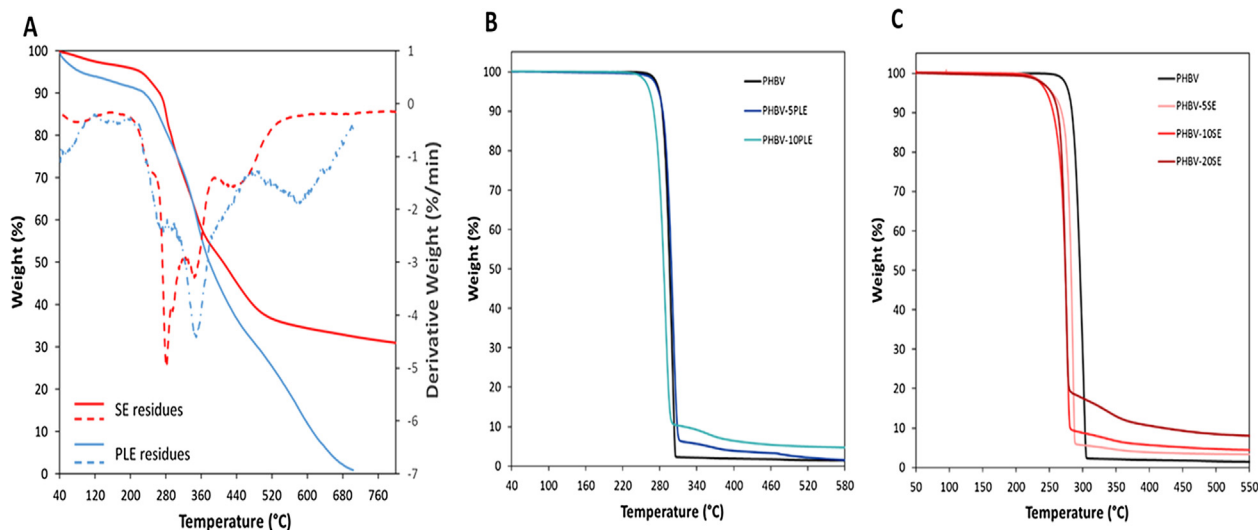 A
Weight (%)
100
90
80
70
60
50
40
30
20
10
0
1
0
-1
-2
-3
-4
-5
-6
-7
Derivative Weight (%/min)
SE residues
PLE residues
40 120 200 280 360 440 520 600 680 760
Temperature (°C)
B
Weight (%)
100
90
80
70
60
50
40
30
20
10
0
PHBV
PHBV-5PLE
PHBV-10PLE
40 100 160 220 280 340 400 460 520 580
Temperature (°C)
C
Weight (%)
100
90
80
70
60
50
40
30
20
10
0
PHBV
PHBV-5SE
PHBV-10SE
PHBV-20SE
50 100 150 200 250 300 350 400 450 500 550
Temperature (°C)